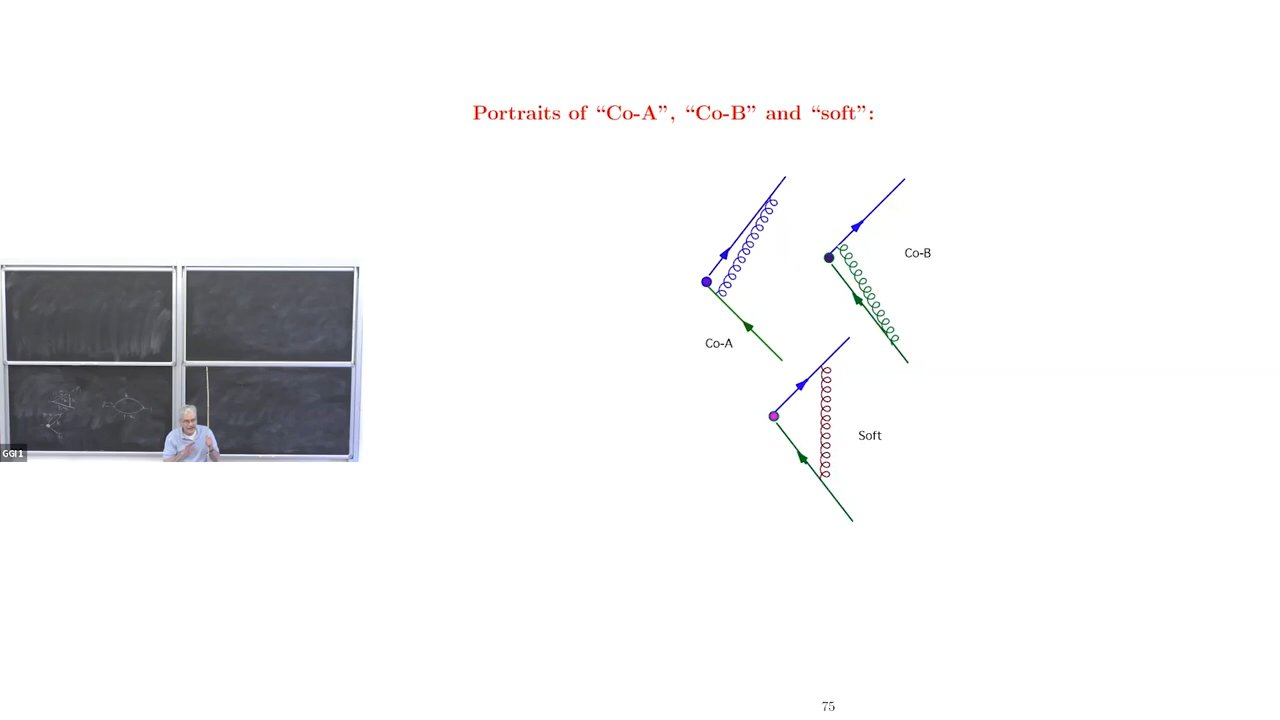 Portraits of “Co-A”, “Co-B” and “soft”:
Co-B
Co-A
Soft
GGI1
75